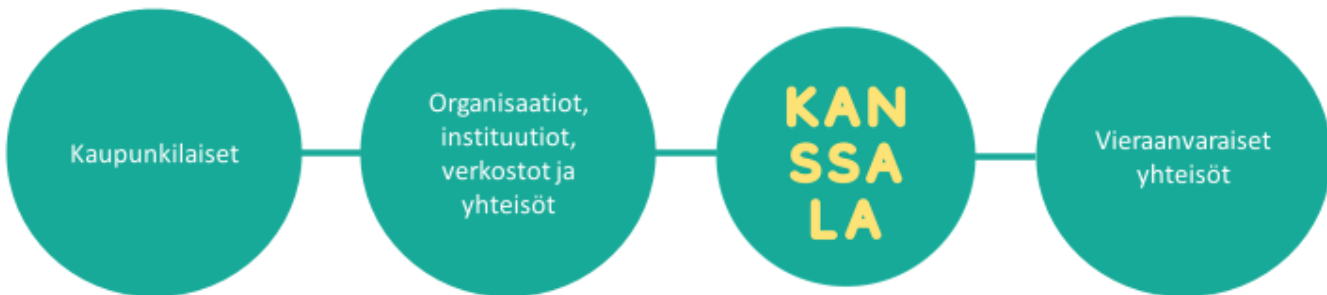 Kaupunkilaiset
Organisaatiot,
instituutiot,
verkostot ja
yhteisöt
KAN
SSA
LA
Vieraanvaraiset
yhteisöt